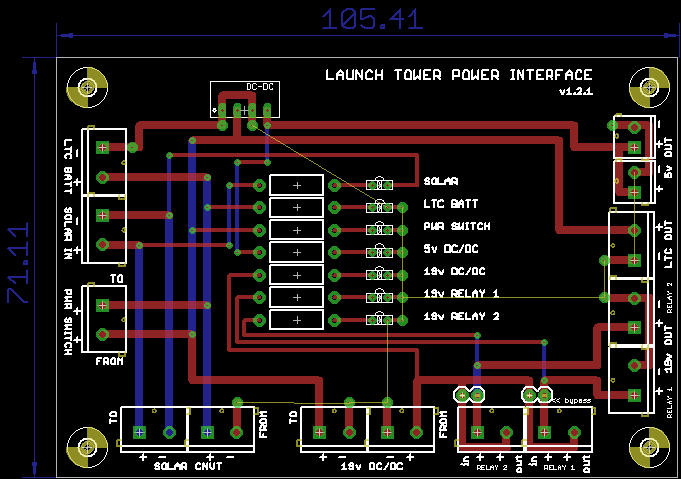 105.41
71.11
LAUNCH TOWER POWER INTERFACE
v1.2.1
DC-DC
LTC BATT
- +
SOLAR IN
- +
TO
PWR SWITCH
FROM
SOLAR
LTC BATT
PWR SWITCH
5v DC/DC
19v DC/DC
19v RELAY 1
19v RELAY 2
5v OUT
- +
- +
LTC OUT
- +
19v OUT
RELAY 2
- +
RELAY 1
- +
<< bypass
TO
FROM
+ - + -
SOLAR CNVT
TO
FROM
+ - + -
19v DC/DC
in + + out
RELAY 2
in + + out
RELAY 1